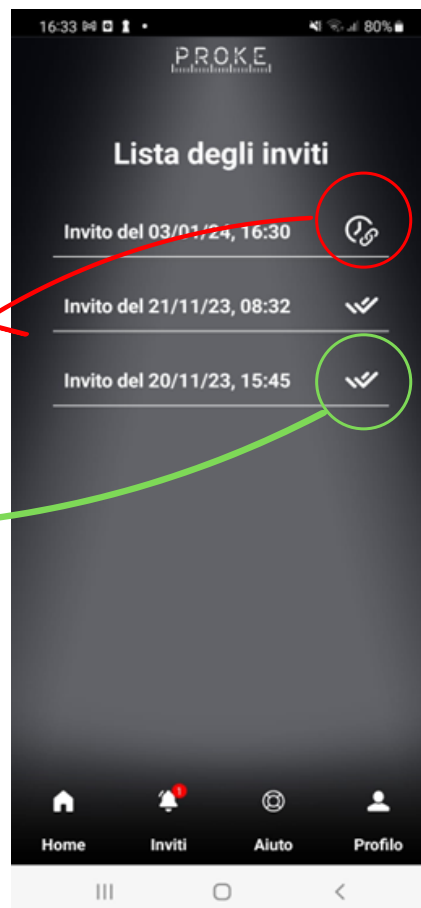 16:33
80%
PROKE
Lista degli inviti
Invito del 03/01/24, 16:30
Invito del 21/11/23, 08:32
Invito del 20/11/23, 15:45
1
Home Inviti Aiuto Profilo